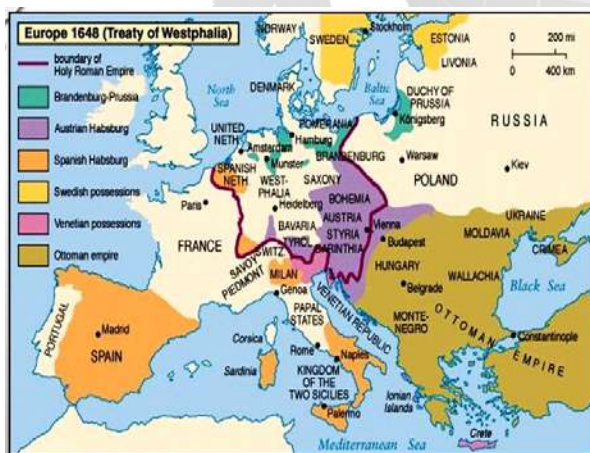 Europe 1648 (Treaty of Westphalia)
boundary of
Holy Roman Empire
Brandenburg-Prussia
Austrian Habsburg
Spanish Habsburg
Swedish possessions
Venetian possessions
Ottoman empire
NORWAY
SWEDEN
Stockholm
ESTONIA
LIVONIA
0 200 mi
0 400 km
North
Sea
DENMARK
Baltic
Sea
DUCHY OF
PRUSSIA
Königsberg
RUSSIA
UNITED
NETH
Amsterdam
POMERANIA
Hamburg
BRANDENBURG
Munster
SPANISH
NETH
WEST-
PHALIA
SAXONY
Warsaw
POLAND
Kiev
Paris
Heidelberg
BOHEMIA
BAVARIA
AUSTRIA
STYRIA
CARINTHIA
Vienna
Budapest
TYROL
SWITZ
UKRAINE
MOLDAVIA
CRIMEA
FRANCE
SAVOY
PIEDMONT
MILAN
Genoa
HUNGARY
WALLACHIA
Black Sea
Belgrade
VENETIAN REPUBLIC
PAPAL
STATES
MONTE-
NEGRO
OTTOMAN EMPIRE
Constantinople
PORTUGAL
Madrid
SPAIN
Corsica
Sardinia
Rome
Naples
KINGDOM
OF THE
TWO SICILIES
Palermo
Ionian
Islands
Crete
Mediterranean Sea